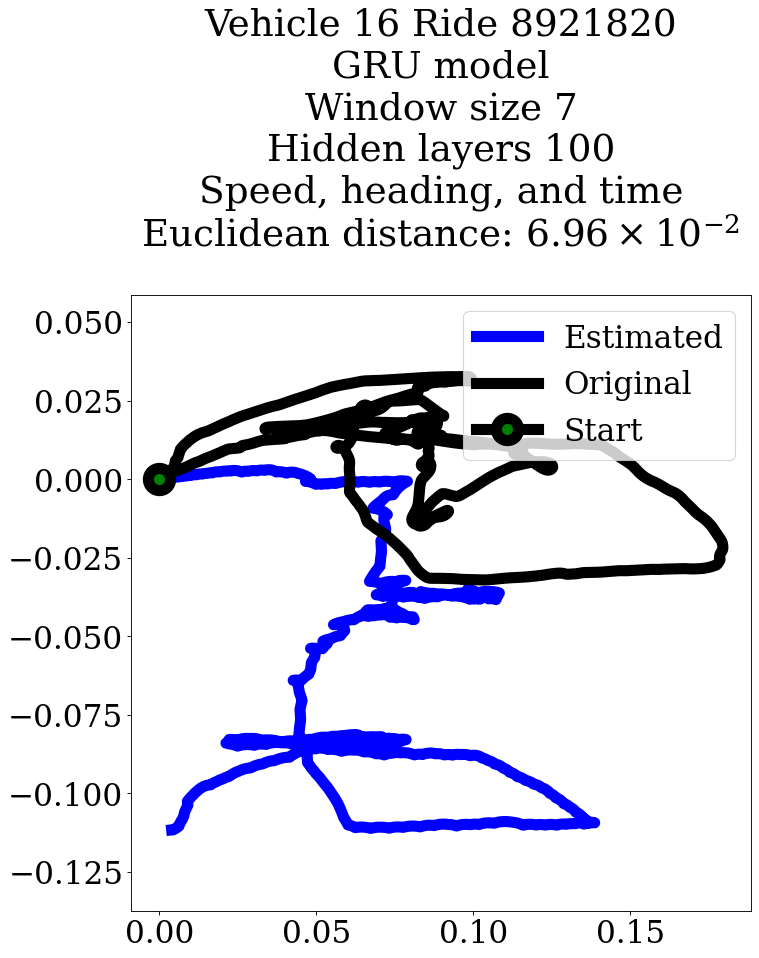 Vehicle 16 Ride 8921820
GRU model
Window size 7
Hidden layers 100
Speed, heading, and time
Euclidean distance: 6.96 × 10⁻²
Estimated
Original
Start
0.050
0.025
0.000
−0.025
−0.050
−0.075
−0.100
−0.125
0.00 0.05 0.10 0.15